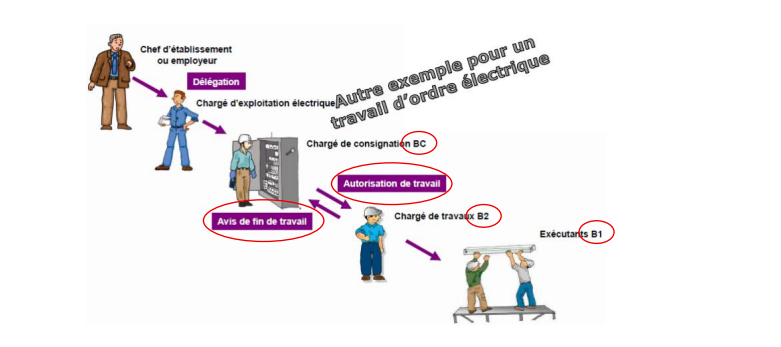 Chef d'établissement
ou employeur
Délégation
Autre exemple pour un
travail d'ordre électrique
Chargé d'exploitation électrique
Chargé de consignation BC
Autorisation de travail
Avis de fin de travail
Chargé de travaux B2
Exécutants B1